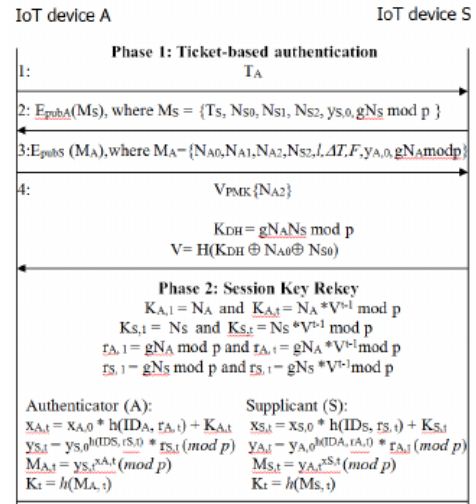 IoT device A IoT device S
Phase 1: Ticket-based authentication
1: TA
2: EpubA(MS), where MS = {TS, NS0, NS1, NS2, yS,0, gNS mod p }
3:EpubS (MA),where MA={NA0,NA1,NA2,NS2,l,ΔT,F,yA,0,gNAmodp}
4: VPMK{NA2}
KDH = gNANS mod p
V= H(KDH ⊕ NA0⊕ NS0)
Phase 2: Session Key Rekey
KA,1 = NA and KA,t = NA *Vt-1 mod p
KS,1 = NS and KS,t = NS *Vt-1 mod p
rA, 1 = gNA mod p and rA, t = gNA *Vt-1mod p
rS, 1 = gNS mod p and rS, t = gNS *Vt-1mod p
Authenticator (A): Supplicant (S):
xA,t = xA,0 * h(IDA, rA, t) + KA,t xS,t = xS,0 * h(IDS, rS, t) + KS,t
yS,t = yS,0h(IDS, rS,t) * rS,t (mod p) yA,t = yA,0h(IDA, rA,t) * rA,t (mod p)
MA,t = yS,txA,t (mod p) MS,t = yA,txS,t (mod p)
Kt = h(MA, t) Kt = h(MS, t)